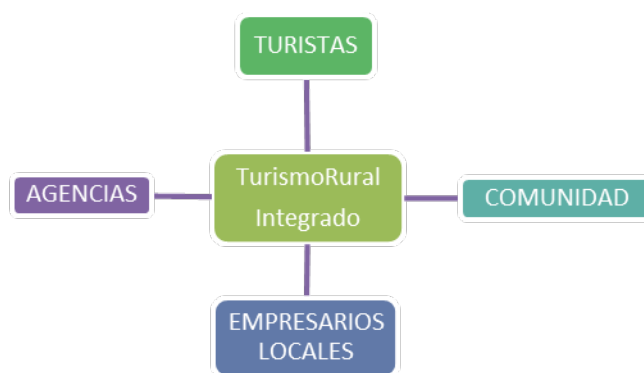 TURISTAS
AGENCIAS
TurismoRural
Integrado
COMUNIDAD
EMPRESARIOS
LOCALES